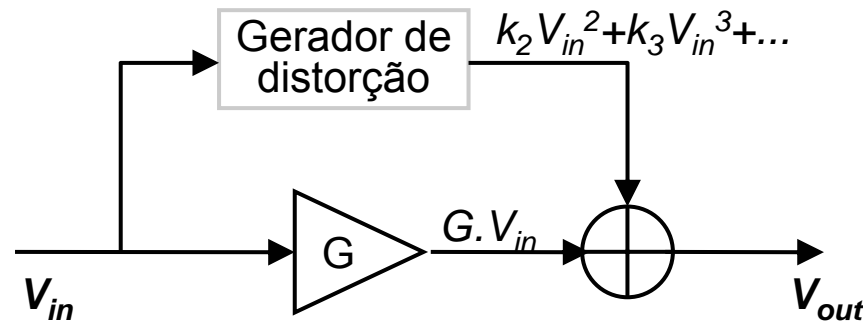 Gerador de
distorção
k₂Vᵢₙ²+k₃Vᵢₙ³+...
G
G.Vᵢₙ
Vᵢₙ
Vₒᵤₜ